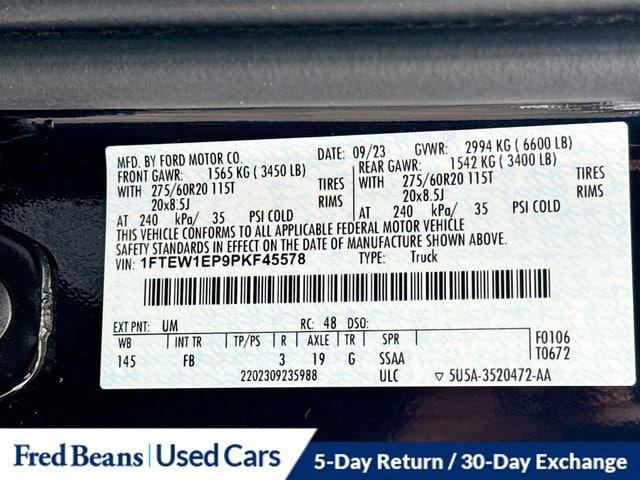 MFD. BY FORD MOTOR CO. DATE: 09/23 GVWR: 2994 KG ( 6600 LB)
FRONT GAWR: 1565 KG ( 3450 LB) REAR GAWR: 1542 KG ( 3400 LB)
WITH 275/60R20 115T TIRES WITH 275/60R20 115T TIRES
20x8.5J RIMS 20x8.5J RIMS
AT 240 kPa/ 35 PSI COLD AT 240 kPa/ 35 PSI COLD
THIS VEHICLE CONFORMS TO ALL APPLICABLE FEDERAL MOTOR VEHICLE
SAFETY STANDARDS IN EFFECT ON THE DATE OF MANUFACTURE SHOWN ABOVE.
VIN: 1FTEW1EP9PKF45578 TYPE: Truck
EXT PNT: UM RC: 48 DSO: F0106
WB INT TR TP/PS R AXLE TR SPR T0672
145 FB 3 19 G SSAA
2202309235988 ULC ▽ 5U5A-3520472-AA
Fred Beans | Used Cars 5-Day Return / 30-Day Exchange